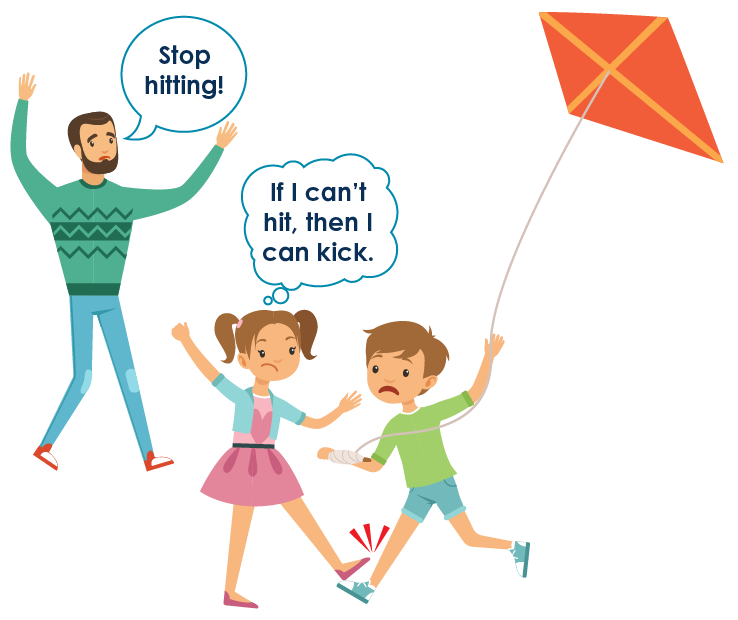 Stop
hitting!
If I can’t
hit, then I
can kick.